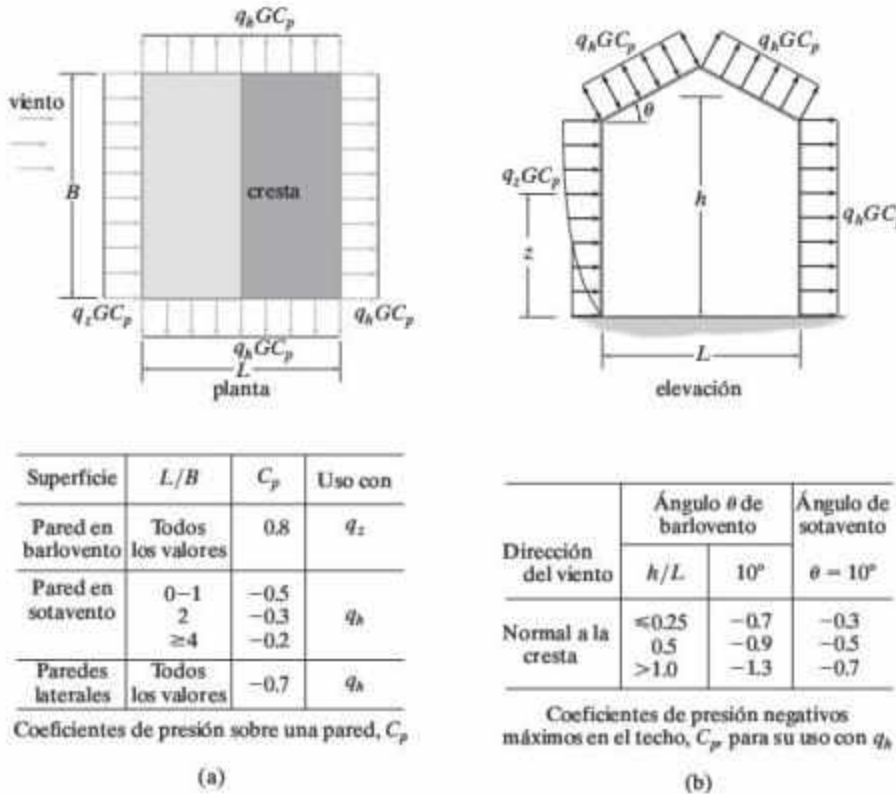 q_hGC_p
viento
B
cresta
q_zGC_p
q_hGC_p
q_hGC_p
L
planta
q_hGC_p
q_hGC_p
θ
q_zGC_p
h
z
q_hGC
L
elevación
Superficie L/B C_p Uso con
Pared en Todos 0.8 q_z
barlovento los valores
Pared en 0–1 −0.5
sotavento 2 −0.3 q_h
≥4 −0.2
Paredes Todos −0.7 q_h
laterales los valores
Coeficientes de presión sobre una pared, C_p
(a)
Ángulo θ de Ángulo de
barlovento sotavento
Dirección
del viento h/L 10° θ = 10°
Normal a la ≤0.25 −0.7 −0.3
cresta 0.5 −0.9 −0.5
>1.0 −1.3 −0.7
Coeficientes de presión negativos
máximos en el techo, C_p, para su uso con q_h
(b)